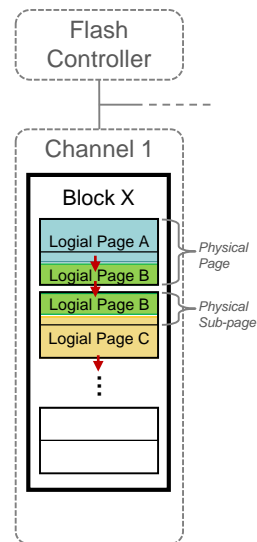 Flash
Controller
Channel 1
Block X
Logial Page A
Logial Page B
Logial Page B
Logial Page C
Physical
Page
Physical
Sub-page